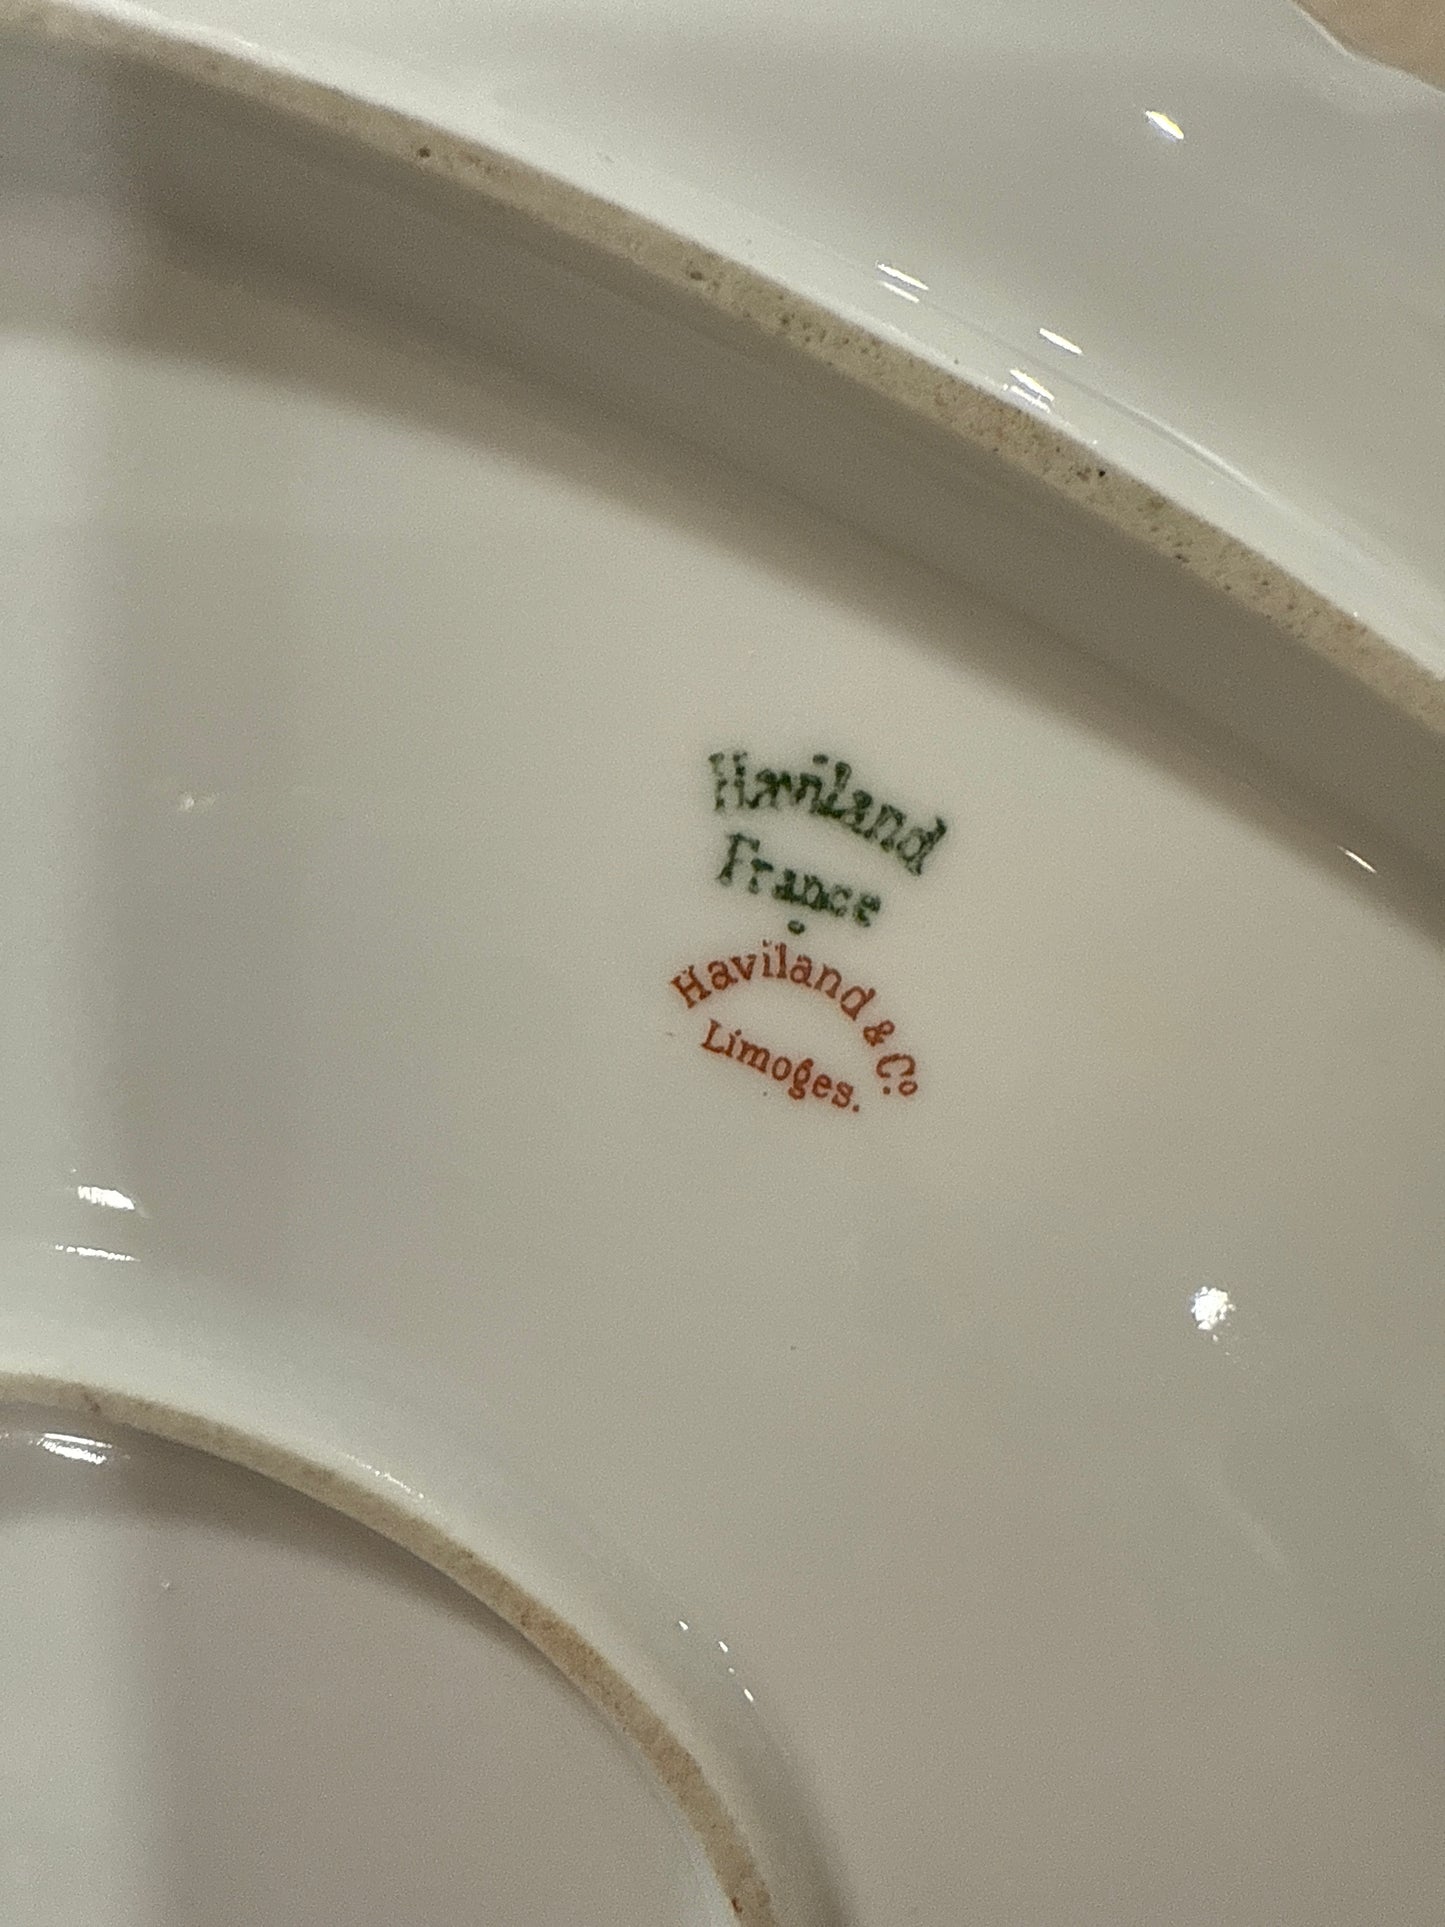 Haviland
France
Haviland & Cº
Limoges.